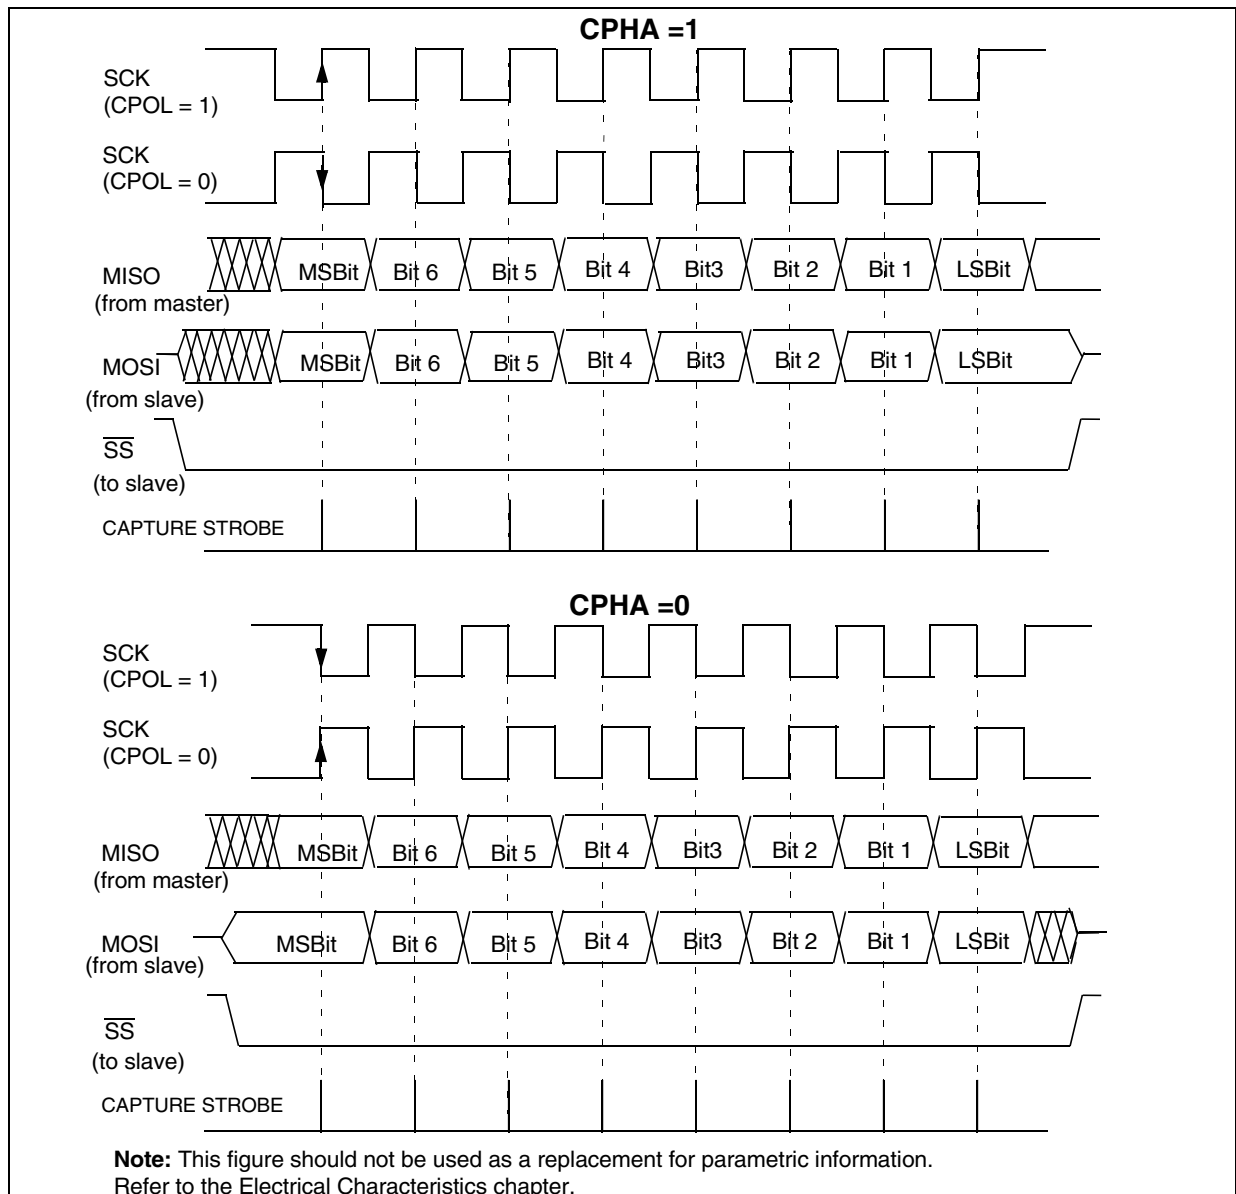 CPHA =1
SCK
(CPOL = 1)
SCK
(CPOL = 0)
MISO
(from master)
MSBit Bit 6 Bit 5 Bit 4 Bit3 Bit 2 Bit 1 LSBit
MOSI
(from slave)
MSBit Bit 6 Bit 5 Bit 4 Bit3 Bit 2 Bit 1 LSBit
SS
(to slave)
CAPTURE STROBE
CPHA =0
SCK
(CPOL = 1)
SCK
(CPOL = 0)
MISO
(from master)
MSBit Bit 6 Bit 5 Bit 4 Bit3 Bit 2 Bit 1 LSBit
MOSI
(from slave)
MSBit Bit 6 Bit 5 Bit 4 Bit3 Bit 2 Bit 1 LSBit
SS
(to slave)
CAPTURE STROBE
Note: This figure should not be used as a replacement for parametric information.
Refer to the Electrical Characteristics chapter.